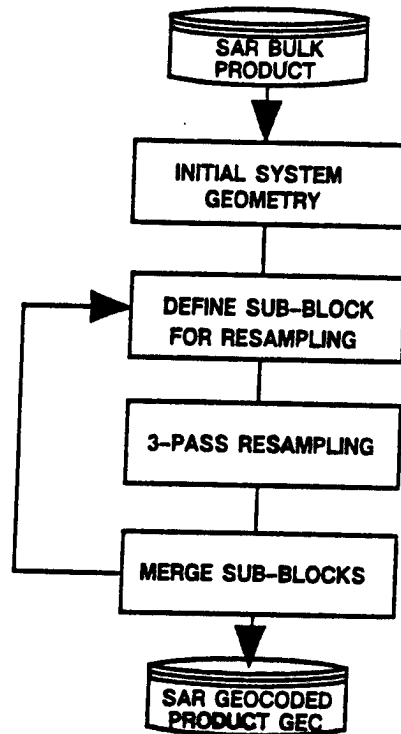 SAR BULK
PRODUCT
INITIAL SYSTEM
GEOMETRY
DEFINE SUB-BLOCK
FOR RESAMPLING
3-PASS RESAMPLING
MERGE SUB-BLOCKS
SAR GEOCODED
PRODUCT GEC